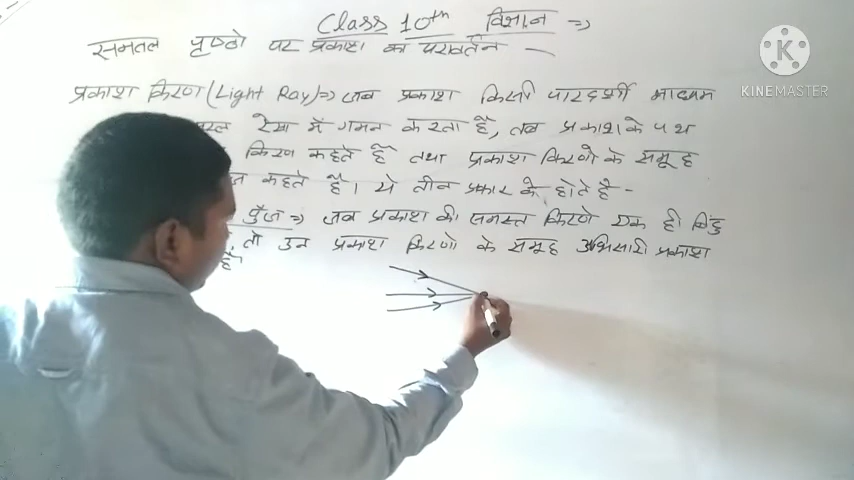 Class 10th विज्ञान ⇒
समतल पृष्ठो पर प्रकाश का परावर्तन —
KINEMASTER
प्रकाश किरण (Light Ray) ⇒ जब प्रकाश किसी पारदर्शी माध्यम
रेखा में गमन करता है, तब प्रकाश के पथ
किरण कहते हैं तथा प्रकाश किरणो के समूह
कहते है। ये तीन प्रकार के होते है -
पुँज ⇒ जब प्रकाश की समस्त किरणे एक ही बिंदु
तो उन प्रकाश किरणो के समूह अभिसारी प्रकाश
है।